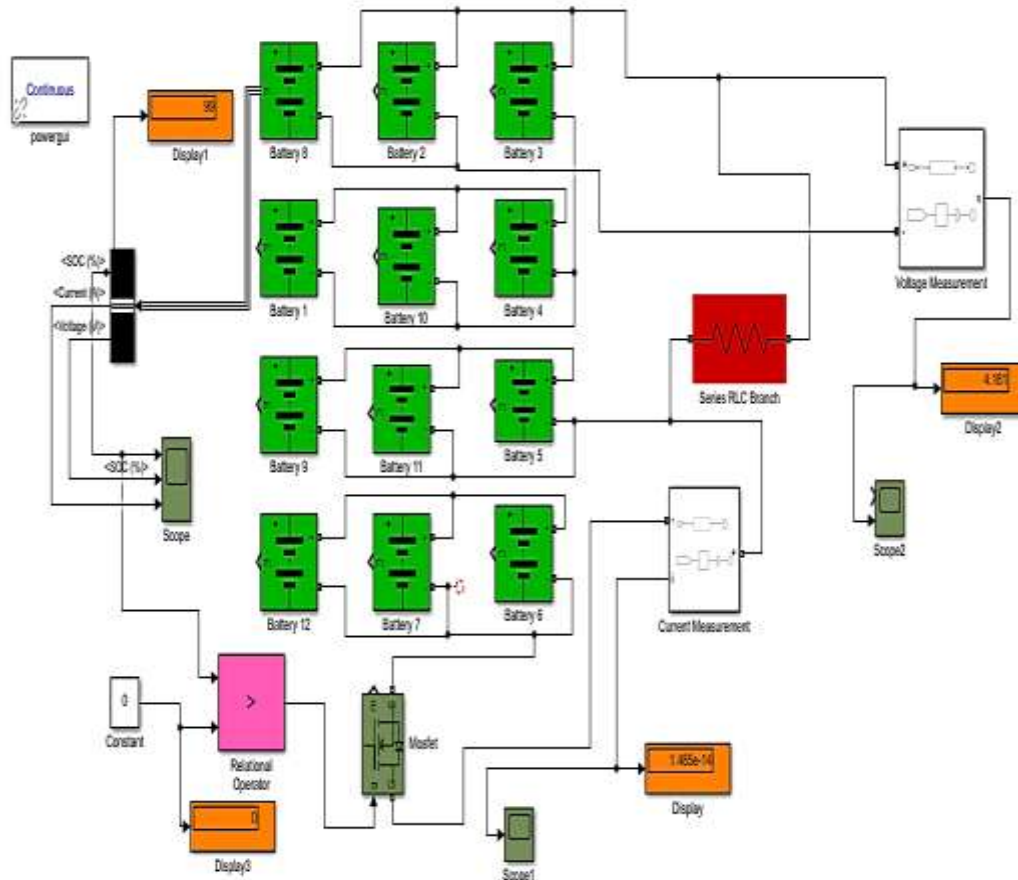 Continuous
powergui
99
Display1
+
Battery 8
+
Battery 2
+
Battery 3
<SOC (%)>
<Current (A)>
<Voltage (V)>
+
Battery 1
+
Battery 10
+
Battery 4
Voltage Measurement
Series RLC Branch
4.161
Display2
Battery 9
Battery 11
Battery 5
<SOC (%)>
Scope
Scope2
Battery 12
Battery 7
Battery 6
Current Measurement
0
Constant
>
Relational
Operator
Mosfet
1.465e-14
Display
0
Display3
Scope1